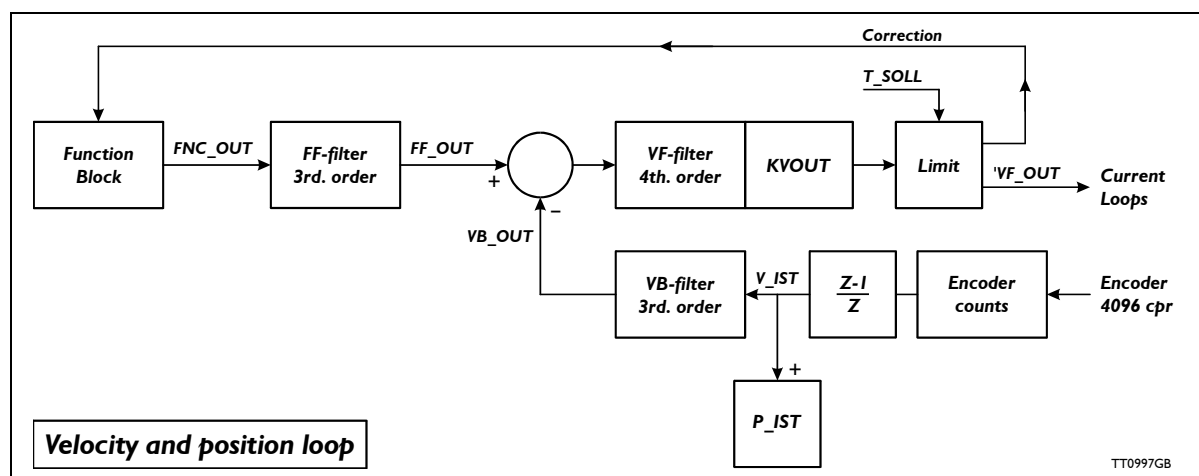 Correction
T_SOLL
Function
Block
FNC_OUT
FF-filter
3rd. order
FF_OUT
+
–
VF-filter
4th. order
KVOUT
Limit
'VF_OUT
Current
Loops
VB_OUT
VB-filter
3rd. order
V_IST
Z-1
Z
Encoder
counts
Encoder
4096 cpr
+
P_IST
Velocity and position loop
TT0997GB